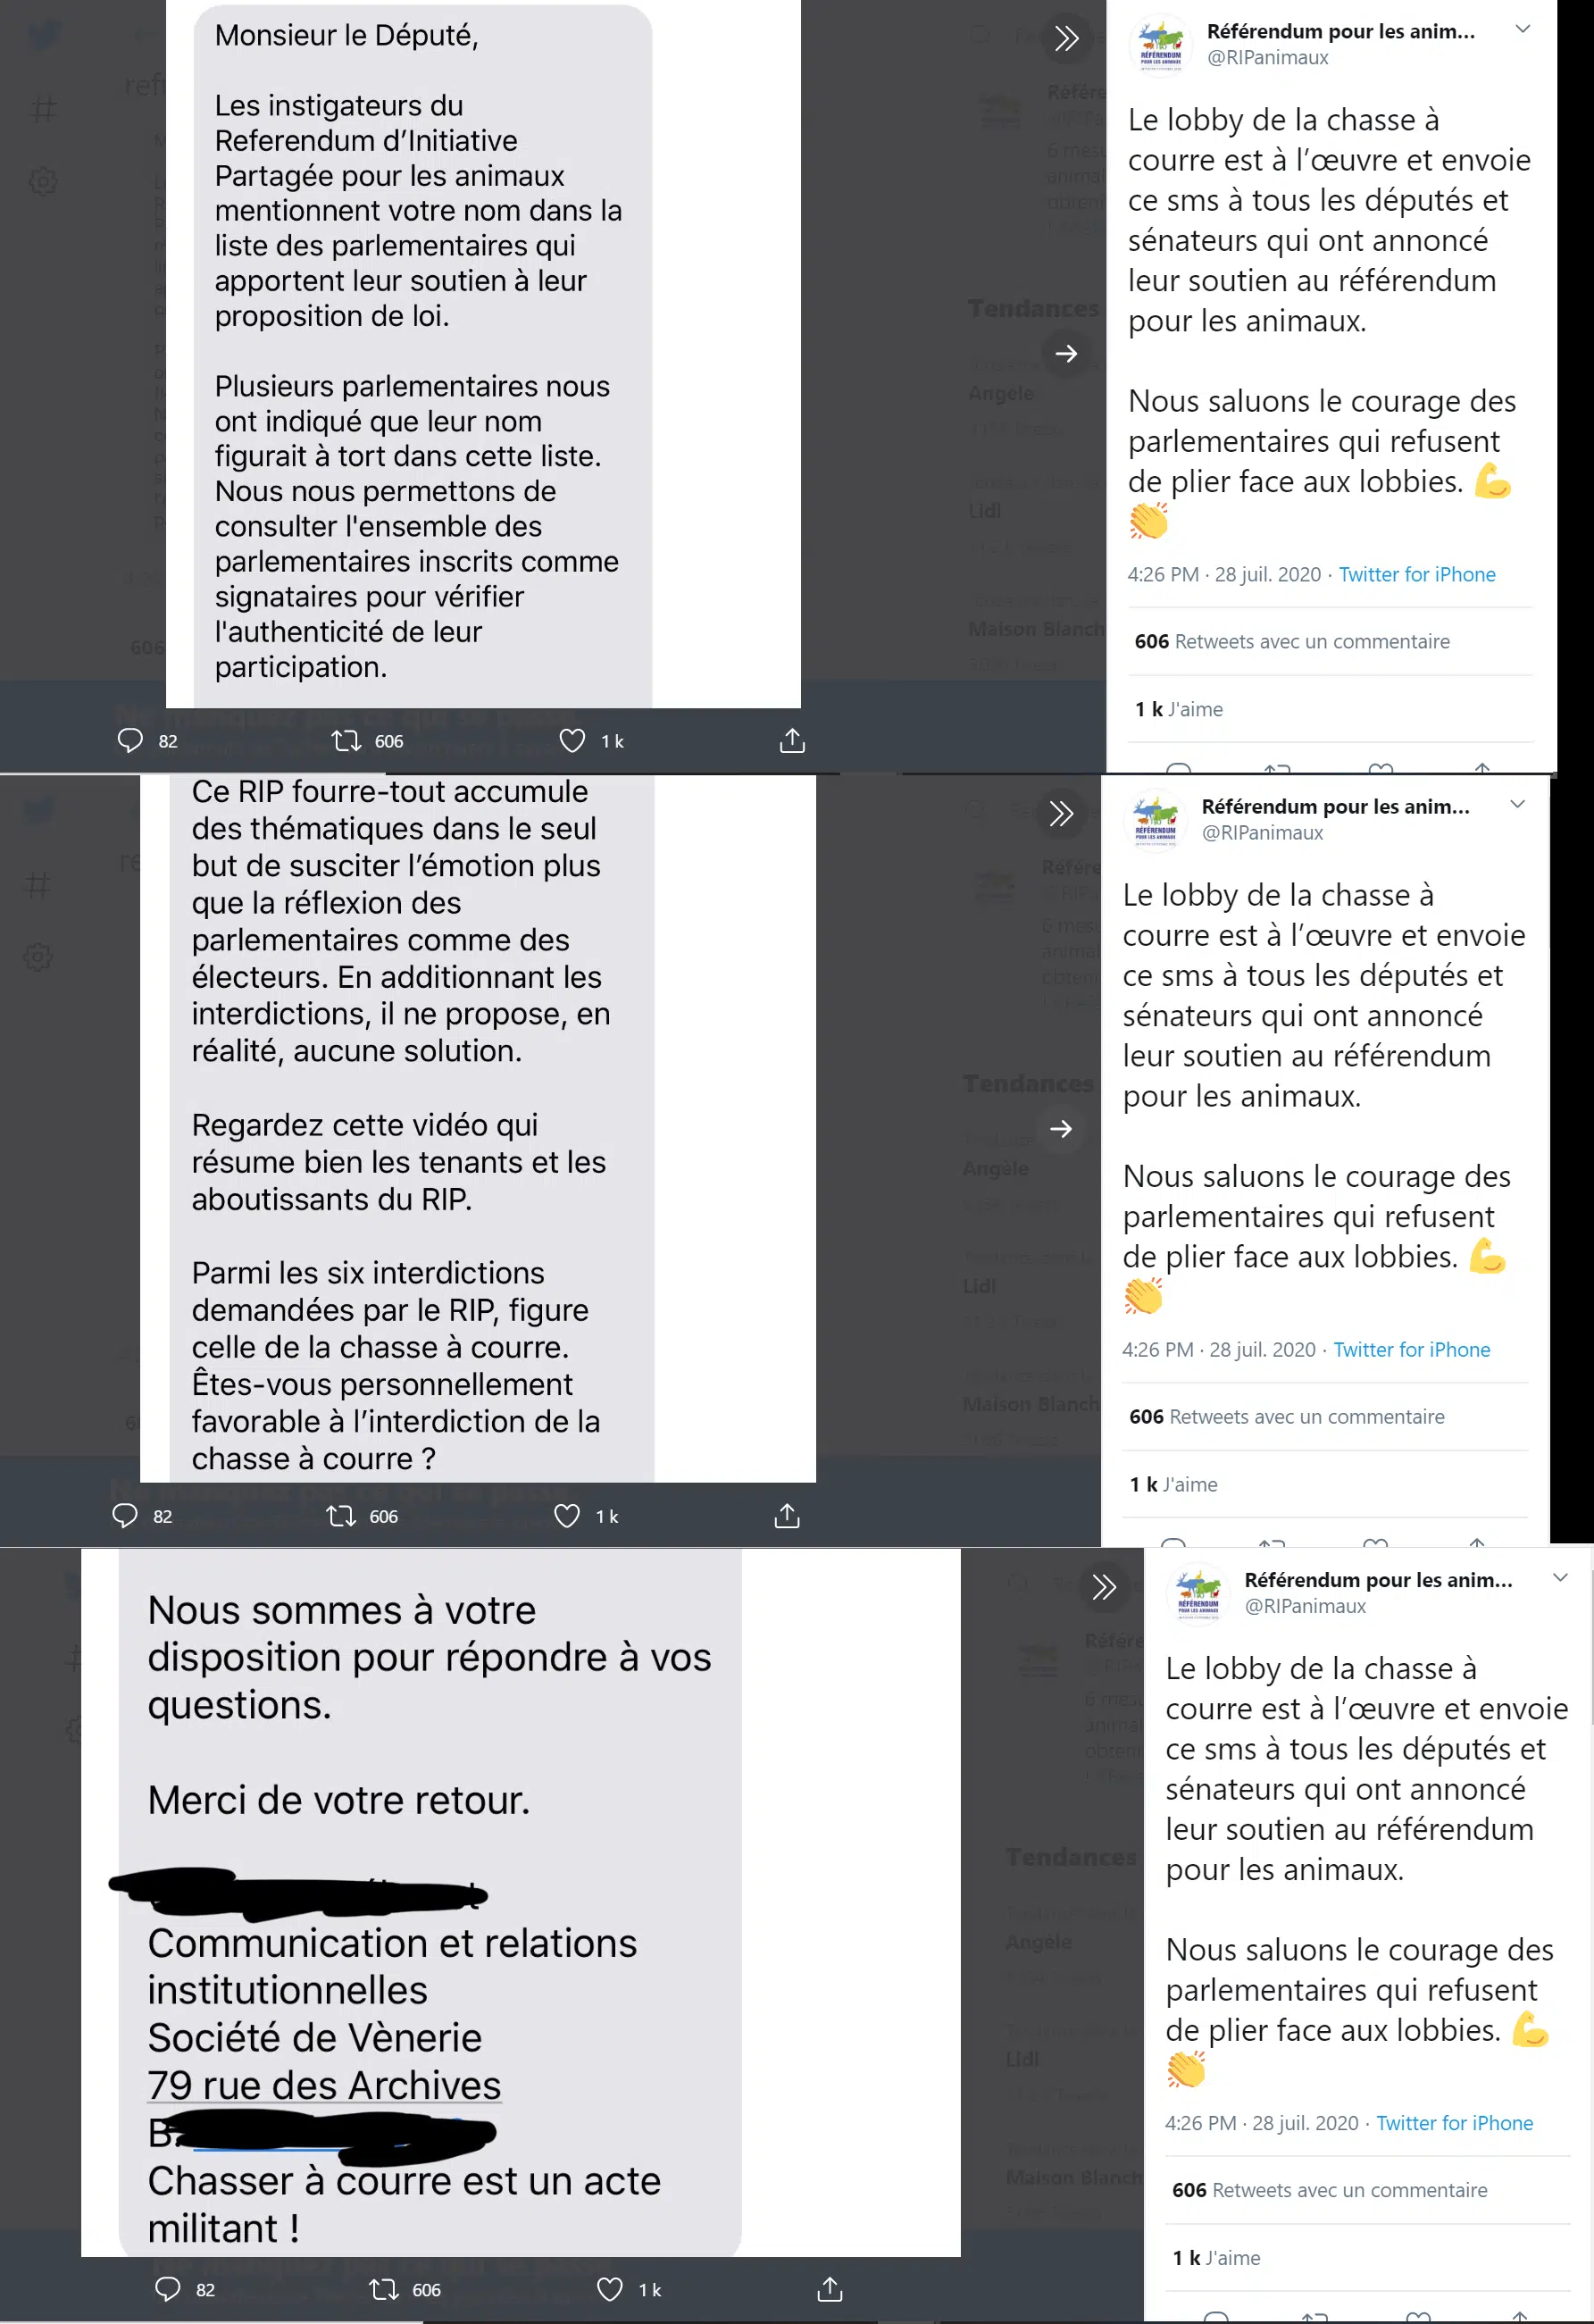 Monsieur le Député,
Les instigateurs du
Referendum d’Initiative
Partagée pour les animaux
mentionnent votre nom dans la
liste des parlementaires qui
apportent leur soutien à leur
proposition de loi.
Plusieurs parlementaires nous
ont indiqué que leur nom
figurait à tort dans cette liste.
Nous nous permettons de
consulter l'ensemble des
parlementaires inscrits comme
signataires pour vérifier
l'authenticité de leur
participation.
82 606 1 k
Tendances
Angèle
Lidl
Maison Blanch
Référendum pour les anim...
@RIPanimaux
Le lobby de la chasse à
courre est à l’œuvre et envoie
ce sms à tous les députés et
sénateurs qui ont annoncé
leur soutien au référendum
pour les animaux.
Nous saluons le courage des
parlementaires qui refusent
de plier face aux lobbies. 💪
👏
4:26 PM · 28 juil. 2020 · Twitter for iPhone
606 Retweets avec un commentaire
1 k J'aime
Ce RIP fourre-tout accumule
des thématiques dans le seul
but de susciter l’émotion plus
que la réflexion des
parlementaires comme des
électeurs. En additionnant les
interdictions, il ne propose, en
réalité, aucune solution.
Regardez cette vidéo qui
résume bien les tenants et les
aboutissants du RIP.
Parmi les six interdictions
demandées par le RIP, figure
celle de la chasse à courre.
Êtes-vous personnellement
favorable à l’interdiction de la
chasse à courre ?
82 606 1 k
Tendances
Angèle
Lidl
Maison Blanch
Référendum pour les anim...
@RIPanimaux
Le lobby de la chasse à
courre est à l’œuvre et envoie
ce sms à tous les députés et
sénateurs qui ont annoncé
leur soutien au référendum
pour les animaux.
Nous saluons le courage des
parlementaires qui refusent
de plier face aux lobbies. 💪
👏
4:26 PM · 28 juil. 2020 · Twitter for iPhone
606 Retweets avec un commentaire
1 k J'aime
Nous sommes à votre
disposition pour répondre à vos
questions.
Merci de votre retour.
Communication et relations
institutionnelles
Société de Vènerie
79 rue des Archives
Chasser à courre est un acte
militant !
82 606 1 k
Tendances
Angèle
Lidl
Maison Blanch
Référendum pour les anim...
@RIPanimaux
Le lobby de la chasse à
courre est à l’œuvre et envoie
ce sms à tous les députés et
sénateurs qui ont annoncé
leur soutien au référendum
pour les animaux.
Nous saluons le courage des
parlementaires qui refusent
de plier face aux lobbies. 💪
👏
4:26 PM · 28 juil. 2020 · Twitter for iPhone
606 Retweets avec un commentaire
1 k J'aime